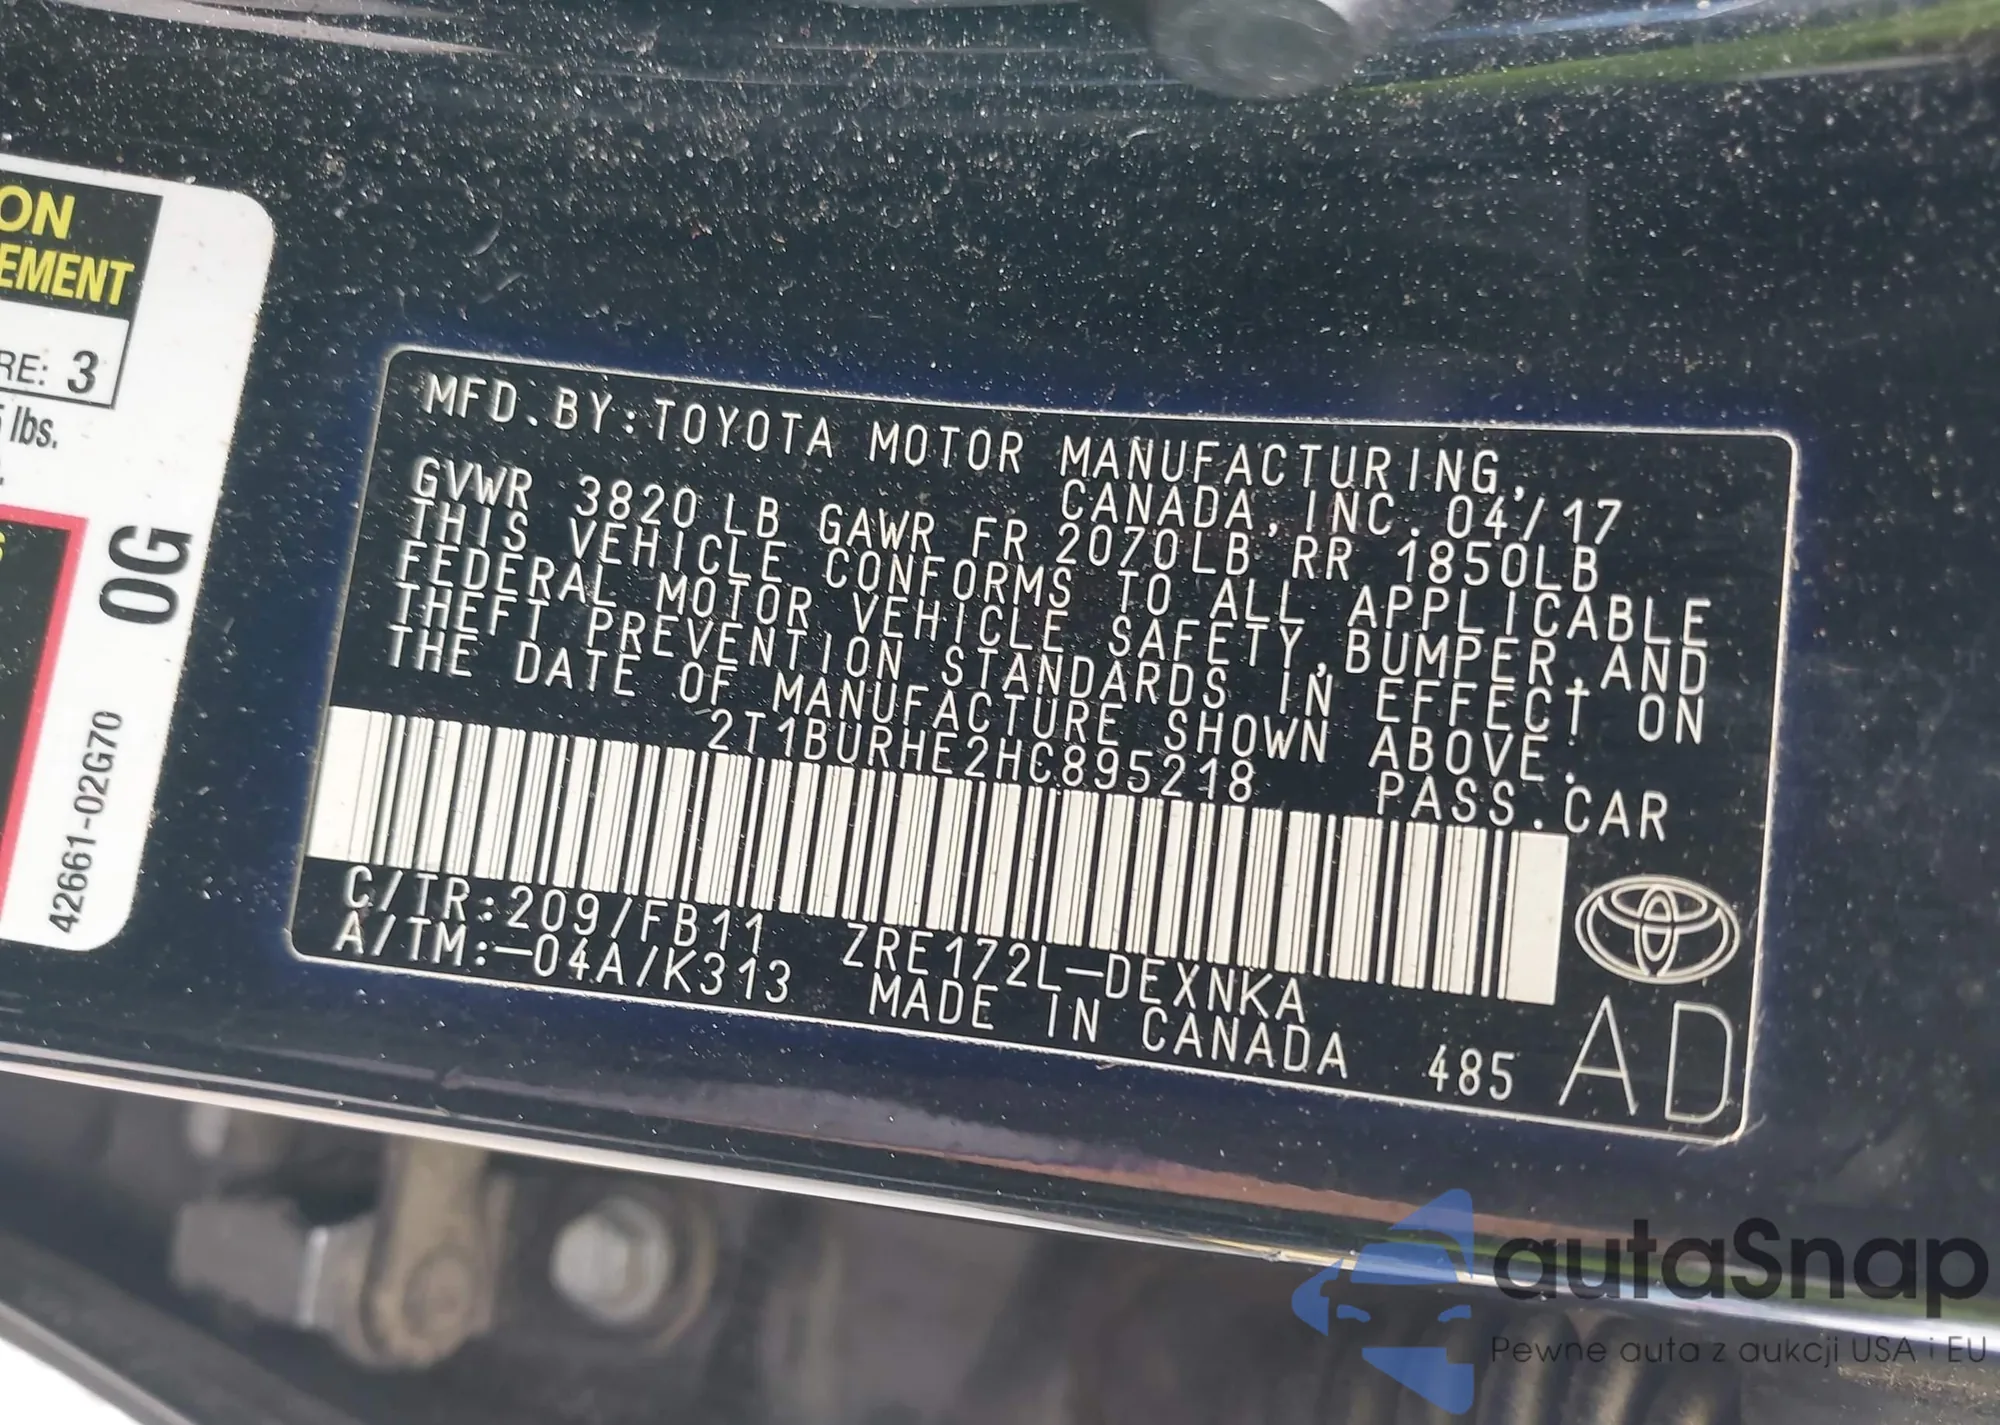 ON
EMENT
RE: 3
lbs.
0G
42661-02G70
MFD.BY:TOYOTA MOTOR MANUFACTURING,
CANADA,INC. 04/17
GVWR 3820 LB GAWR FR 2070LB RR 1850LB
THIS VEHICLE CONFORMS TO ALL APPLICABLE
FEDERAL MOTOR VEHICLE SAFETY,BUMPER,AND
THEFT PREVENTION STANDARDS IN EFFECT ON
THE DATE OF MANUFACTURE SHOWN ABOVE.
2T1BURHE2HC895218 PASS.CAR
C/TR:209/FB11 ZRE172L-DEXNKA
A/TM:-04A/K313 MADE IN CANADA 485
AD
autaSnap
Pewne auta z aukcji USA i EU